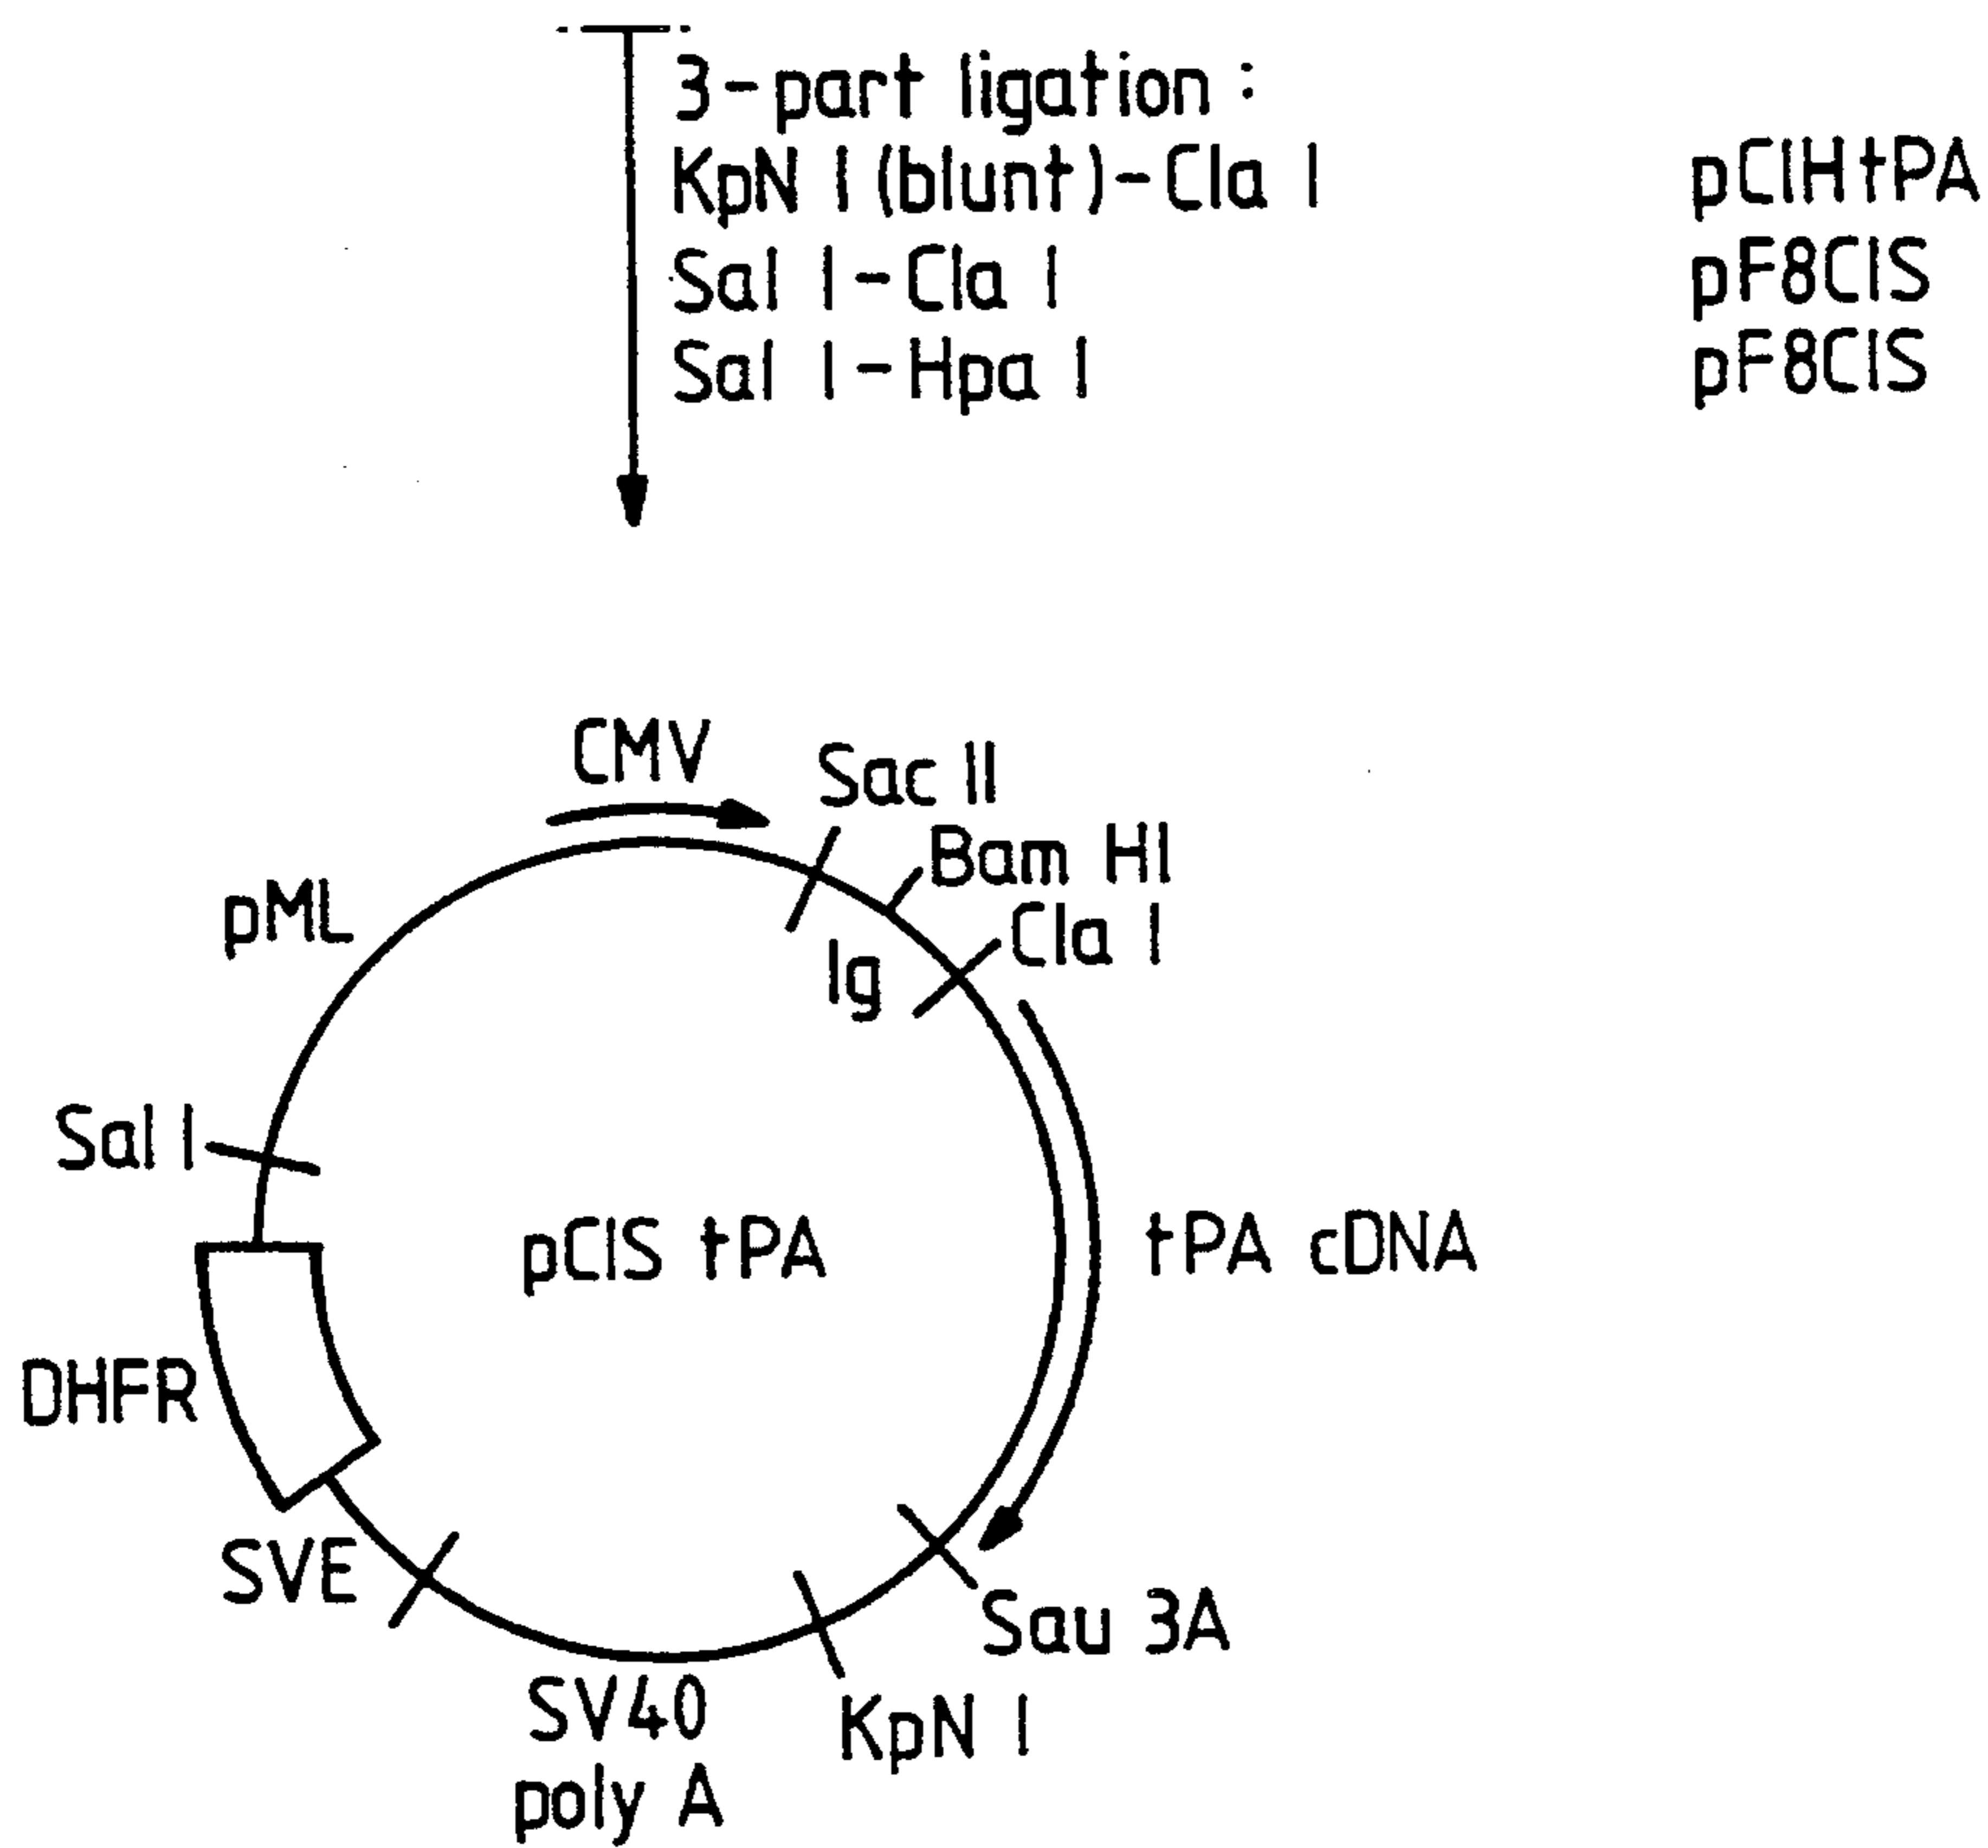 3-part ligation :
KpN I (blunt)-Cla I pClHtPA
Sal I-Cla I pF8CIS
Sal I-Hpa I pF8CIS
CMV
Sac II
Bam HI
Cla I
pML
Ig
Sal I
pCIS tPA
tPA cDNA
DHFR
SVE
Sau 3A
SV40
poly A
KpN I